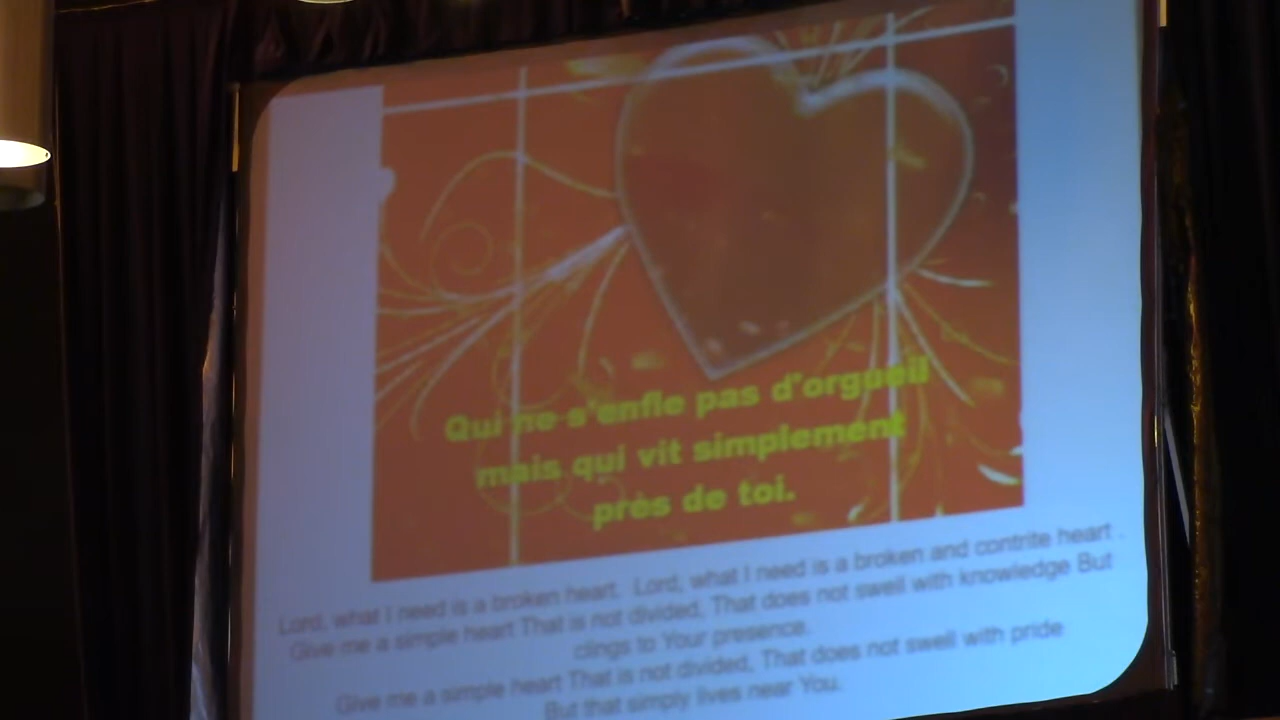 Qui ne s'enfle pas d'orgueil
mais qui vit simplement
près de toi.
Lord, what I need is a broken heart. Lord, what I need is a broken and contrite heart.
Give me a simple heart That is not divided, That does not swell with knowledge But
clings to Your presence.
Give me a simple heart That is not divided, That does not swell with pride
But that simply lives near You.